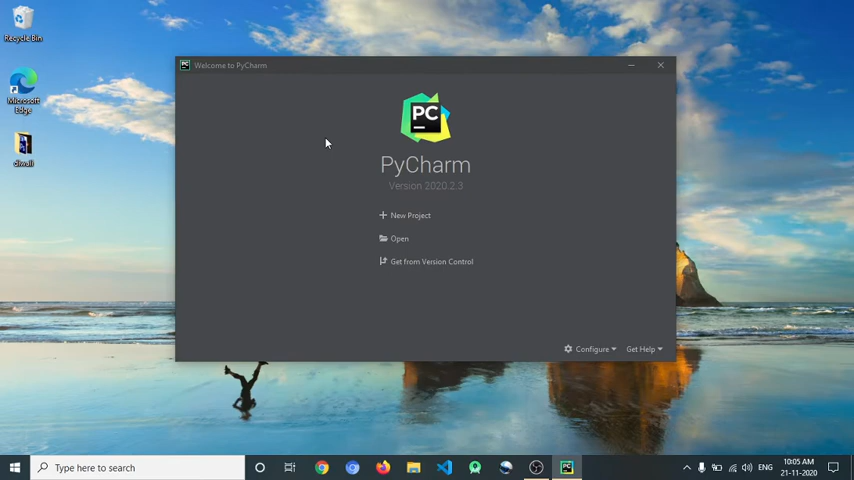 Recycle Bin
Microsoft
Edge
diwali
Welcome to PyCharm
PC
PyCharm
Version 2020.2.3
New Project
Open
Get from Version Control
Configure
Get Help
Type here to search
PC
ENG
10:05 AM
21-11-2020